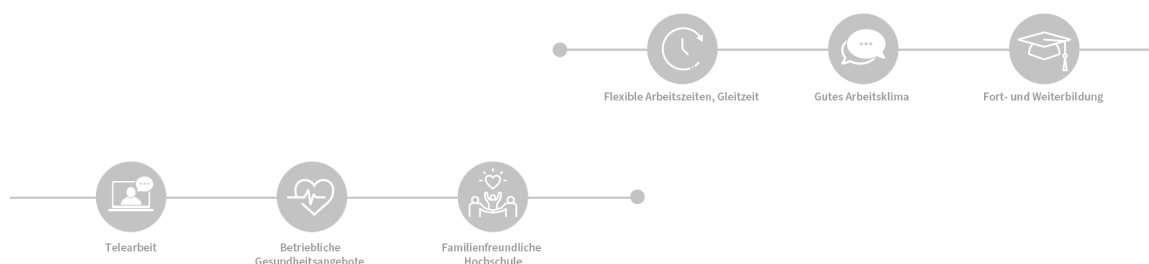 Flexible Arbeitszeiten, Gleitzeit
Gutes Arbeitsklima
Fort- und Weiterbildung
Telearbeit
Betriebliche
Gesundheitsangebote
Familienfreundliche
Hochschule